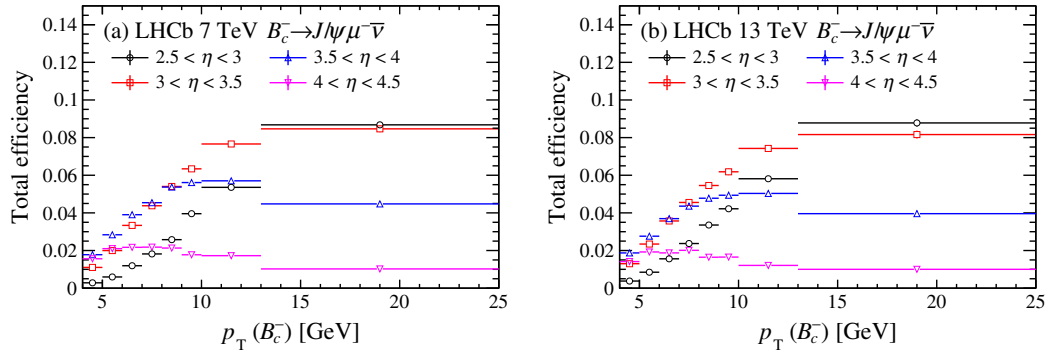 (a) LHCb 7 TeV B_c^-→J/ψμ^-ν̅
2.5 < η < 3
3.5 < η < 4
3 < η < 3.5
4 < η < 4.5
Total efficiency
0.14
0.12
0.1
0.08
0.06
0.04
0.02
0
5 10 15 20 25
p_T (B_c^-) [GeV]
(b) LHCb 13 TeV B_c^-→J/ψμ^-ν̅
2.5 < η < 3
3.5 < η < 4
3 < η < 3.5
4 < η < 4.5
Total efficiency
0.14
0.12
0.1
0.08
0.06
0.04
0.02
0
5 10 15 20 25
p_T (B_c^-) [GeV]